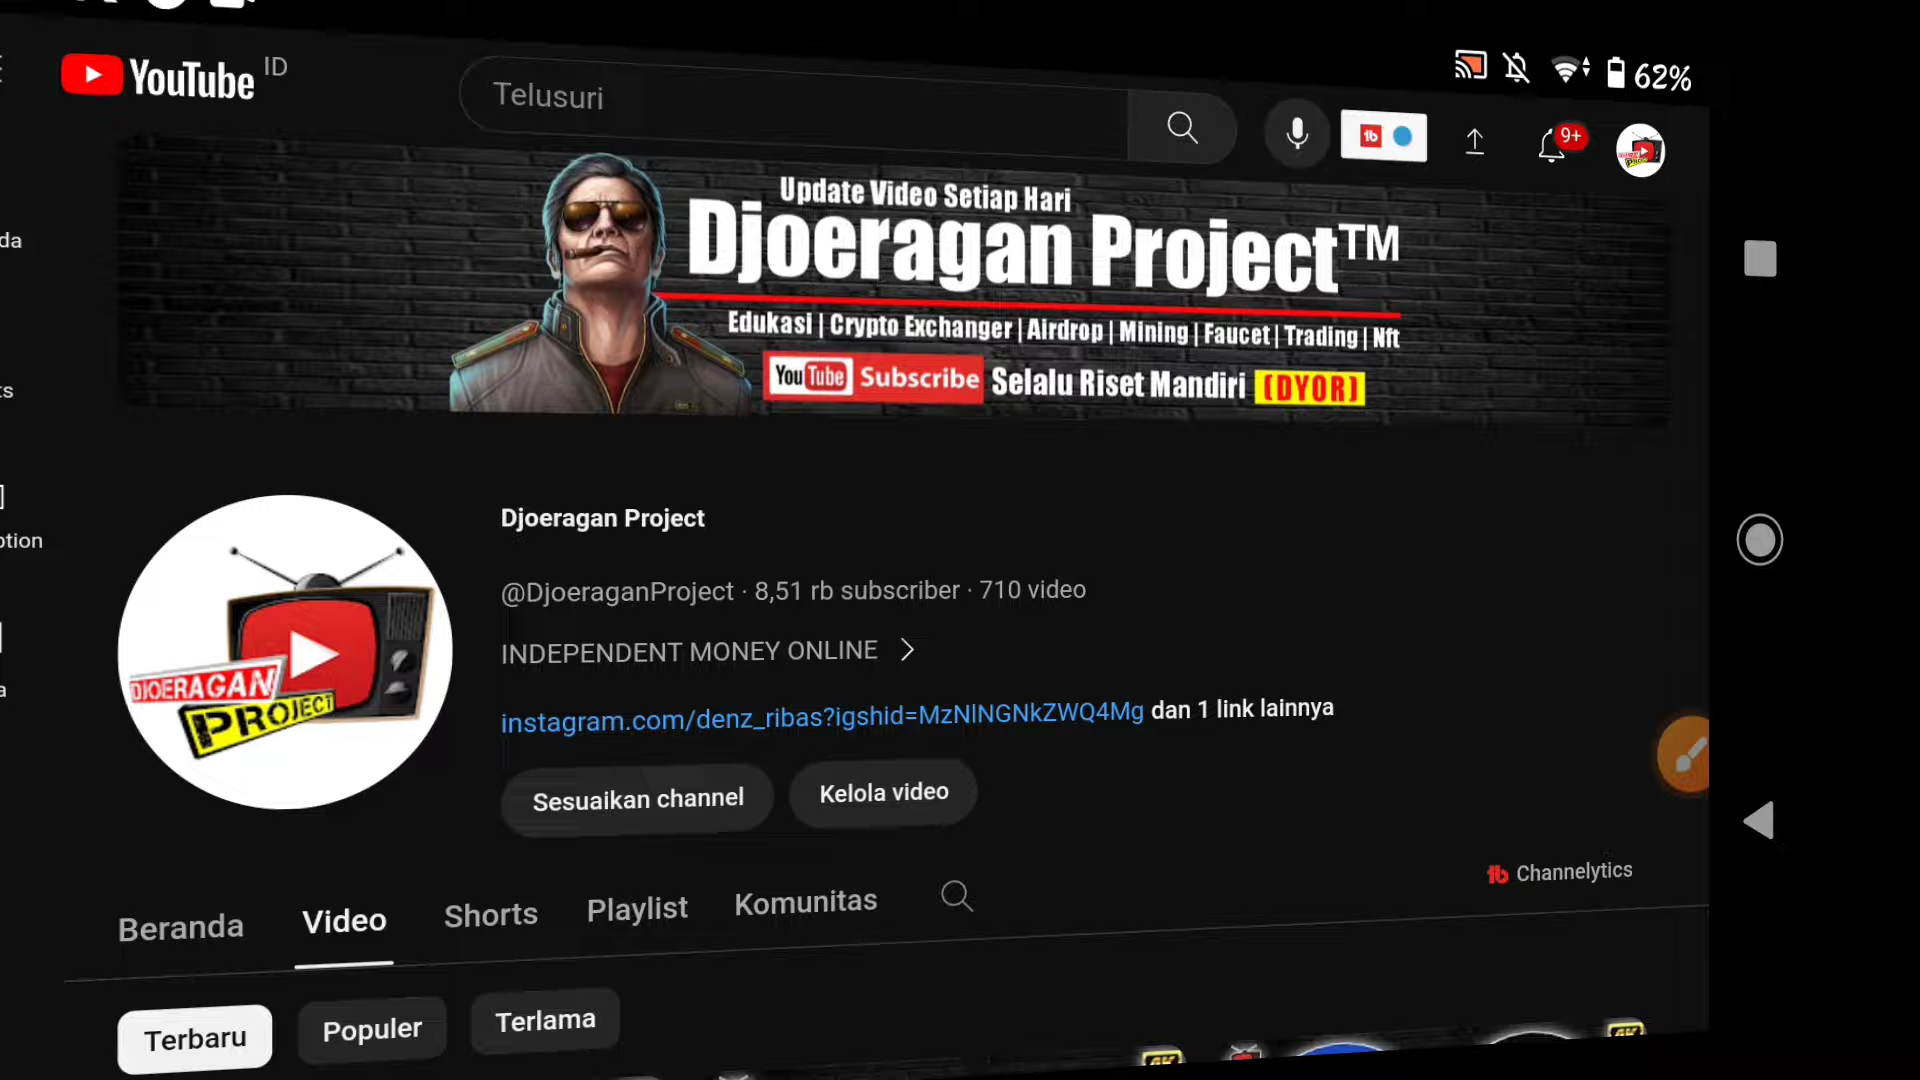 YouTube ID
Telusuri
62%
9+
Update Video Setiap Hari
Djoeragan Project™
Edukasi | Crypto Exchanger | Airdrop | Mining | Faucet | Trading | Nft
YouTube Subscribe Selalu Riset Mandiri (DYOR)
da
ts
ption
a
DJOERAGAN
PROJECT
Djoeragan Project
@DjoeraganProject · 8,51 rb subscriber · 710 video
INDEPENDENT MONEY ONLINE
instagram.com/denz_ribas?igshid=MzNlNGNkZWQ4Mg dan 1 link lainnya
Sesuaikan channel
Kelola video
Channelytics
Beranda
Video
Shorts
Playlist
Komunitas
Terbaru
Populer
Terlama